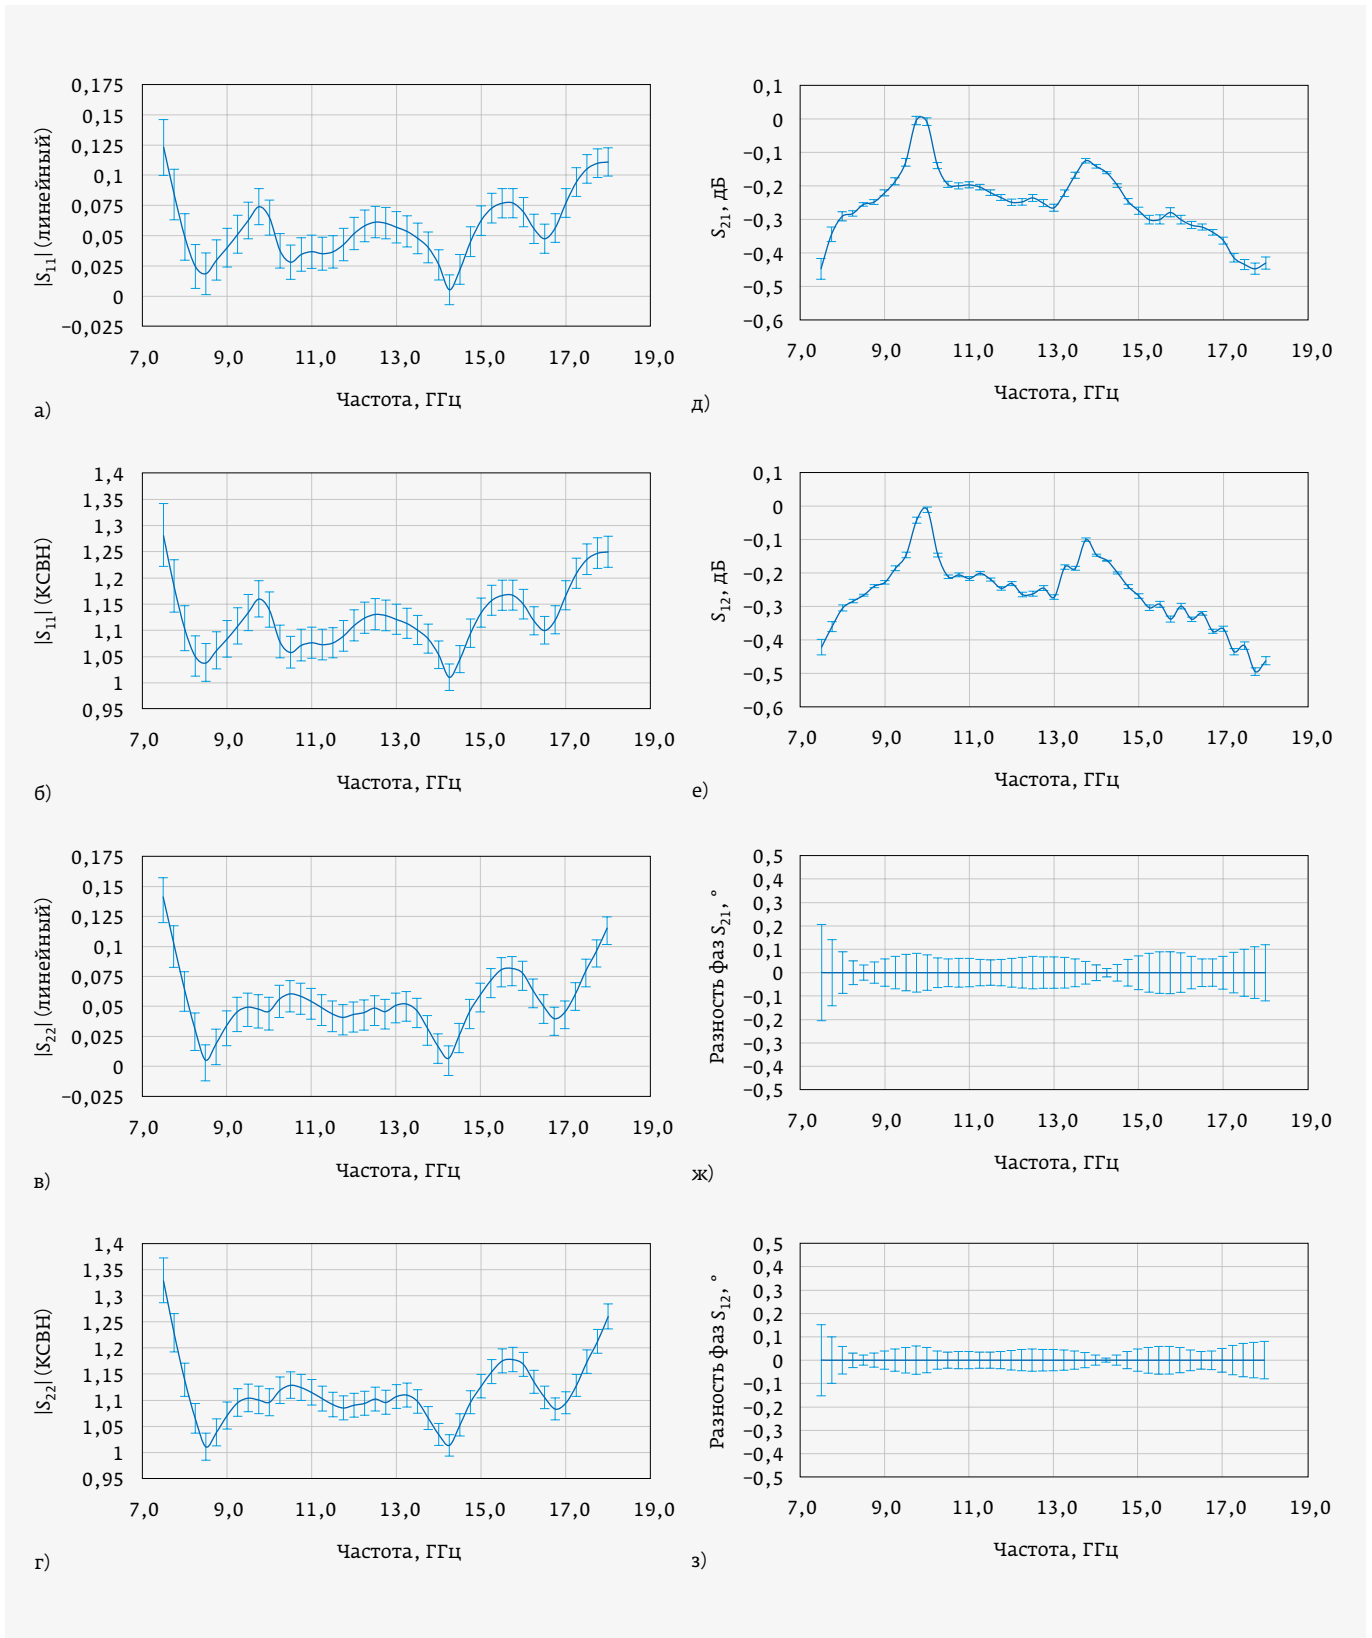 0,175
0,15
0,125
0,1
0,075
0,05
0,025
0
−0,025
|S11| (линейный)
7,0 9,0 11,0 13,0 15,0 17,0 19,0
Частота, ГГц
а)
0,1
0
−0,1
−0,2
−0,3
−0,4
−0,5
−0,6
S21, дБ
7,0 9,0 11,0 13,0 15,0 17,0 19,0
Частота, ГГц
д)
1,4
1,35
1,3
1,25
1,2
1,15
1,1
1,05
1
0,95
|S11| (КСВН)
7,0 9,0 11,0 13,0 15,0 17,0 19,0
Частота, ГГц
б)
0,1
0
−0,1
−0,2
−0,3
−0,4
−0,5
−0,6
S12, дБ
7,0 9,0 11,0 13,0 15,0 17,0 19,0
Частота, ГГц
е)
0,175
0,15
0,125
0,1
0,075
0,05
0,025
0
−0,025
|S22| (линейный)
7,0 9,0 11,0 13,0 15,0 17,0 19,0
Частота, ГГц
в)
0,5
0,4
0,3
0,2
0,1
0
−0,1
−0,2
−0,3
−0,4
−0,5
Разность фаз S21, °
7,0 9,0 11,0 13,0 15,0 17,0 19,0
Частота, ГГц
ж)
1,4
1,35
1,3
1,25
1,2
1,15
1,1
1,05
1
0,95
|S22| (КСВН)
7,0 9,0 11,0 13,0 15,0 17,0 19,0
Частота, ГГц
г)
0,5
0,4
0,3
0,2
0,1
0
−0,1
−0,2
−0,3
−0,4
−0,5
Разность фаз S12, °
7,0 9,0 11,0 13,0 15,0 17,0 19,0
Частота, ГГц
з)